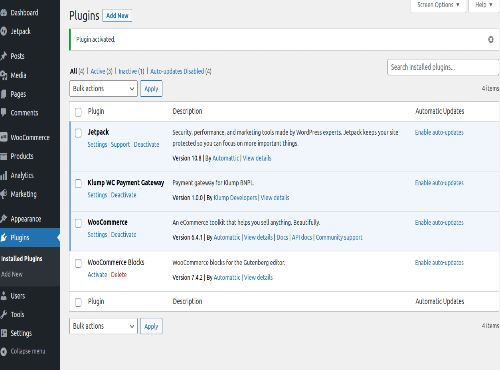 Dashboard
Jetpack
Posts
Media
Pages
Comments
WooCommerce
Products
Analytics
Marketing
Appearance
Plugins
Installed Plugins
Add New
Users
Tools
Settings
Collapse menu
Screen Options ▼ Help ▼
Plugins Add New
Plugin activated.
All (4) | Active (3) | Inactive (1) | Auto-updates Disabled (4)
Search installed plugins...
Bulk actions Apply 4 items
Plugin Description Automatic Updates
Jetpack Security, performance, and marketing tools made by WordPress experts. Jetpack keeps your site Enable auto-updates
Settings | Support | Deactivate protected so you can focus on more important things.
Version 10.8 | By Automattic | View details
Klump WC Payment Gateway Payment gateway for Klump BNPL. Enable auto-updates
Settings | Deactivate Version 1.0.0 | By Klump Developers | View details
WooCommerce An eCommerce toolkit that helps you sell anything. Beautifully. Enable auto-updates
Settings | Deactivate Version 6.4.1 | By Automattic | View details | Docs | API docs | Community support
WooCommerce Blocks WooCommerce blocks for the Gutenberg editor. Enable auto-updates
Activate | Delete Version 7.4.2 | By Automattic | View details
Plugin Description Automatic Updates
Bulk actions Apply 4 items